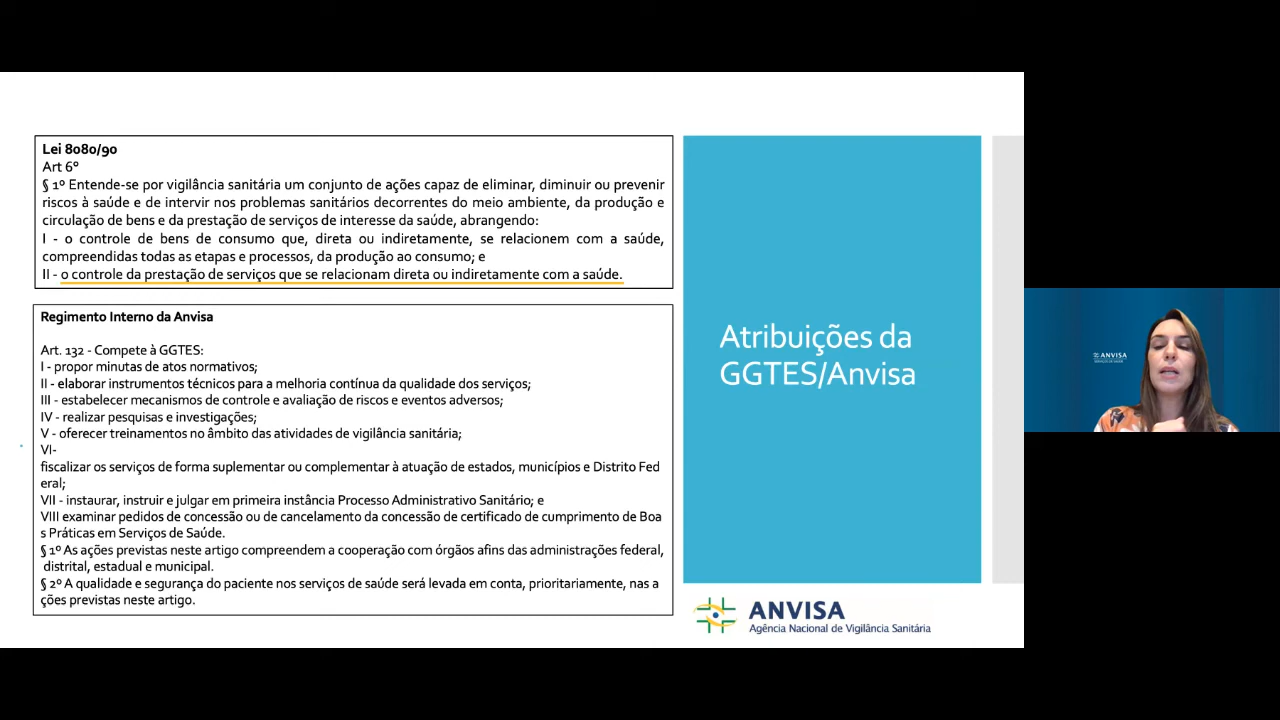 Lei 8080/90
Art 6º
§ 1º Entende-se por vigilância sanitária um conjunto de ações capaz de eliminar, diminuir ou prevenir
riscos à saúde e de intervir nos problemas sanitários decorrentes do meio ambiente, da produção e
circulação de bens e da prestação de serviços de interesse da saúde, abrangendo:
I - o controle de bens de consumo que, direta ou indiretamente, se relacionem com a saúde,
compreendidas todas as etapas e processos, da produção ao consumo; e
II - o controle da prestação de serviços que se relacionam direta ou indiretamente com a saúde.
Regimento Interno da Anvisa
Art. 132 - Compete à GGTES:
I - propor minutas de atos normativos;
II - elaborar instrumentos técnicos para a melhoria contínua da qualidade dos serviços;
III - estabelecer mecanismos de controle e avaliação de riscos e eventos adversos;
IV - realizar pesquisas e investigações;
V - oferecer treinamentos no âmbito das atividades de vigilância sanitária;
VI-
fiscalizar os serviços de forma suplementar ou complementar à atuação de estados, municípios e Distrito Fed
eral;
VII - instaurar, instruir e julgar em primeira instância Processo Administrativo Sanitário; e
VIII examinar pedidos de concessão ou de cancelamento da concessão de certificado de cumprimento de Boa
s Práticas em Serviços de Saúde.
§ 1º As ações previstas neste artigo compreendem a cooperação com órgãos afins das administrações federal,
distrital, estadual e municipal.
§ 2º A qualidade e segurança do paciente nos serviços de saúde será levada em conta, prioritariamente, nas a
ções previstas neste artigo.
Atribuições da
GGTES/Anvisa
ANVISA
Agência Nacional de Vigilância Sanitária
ANVISA